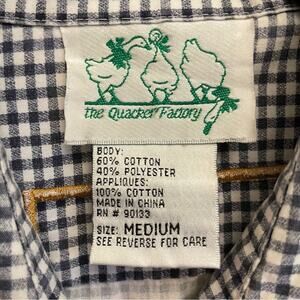 the Quacker Factory
BODY:
60% COTTON
40% POLYESTER
APPLIQUES:
100% COTTON
MADE IN CHINA
RN # 90133
SIZE: MEDIUM
SEE REVERSE FOR CARE